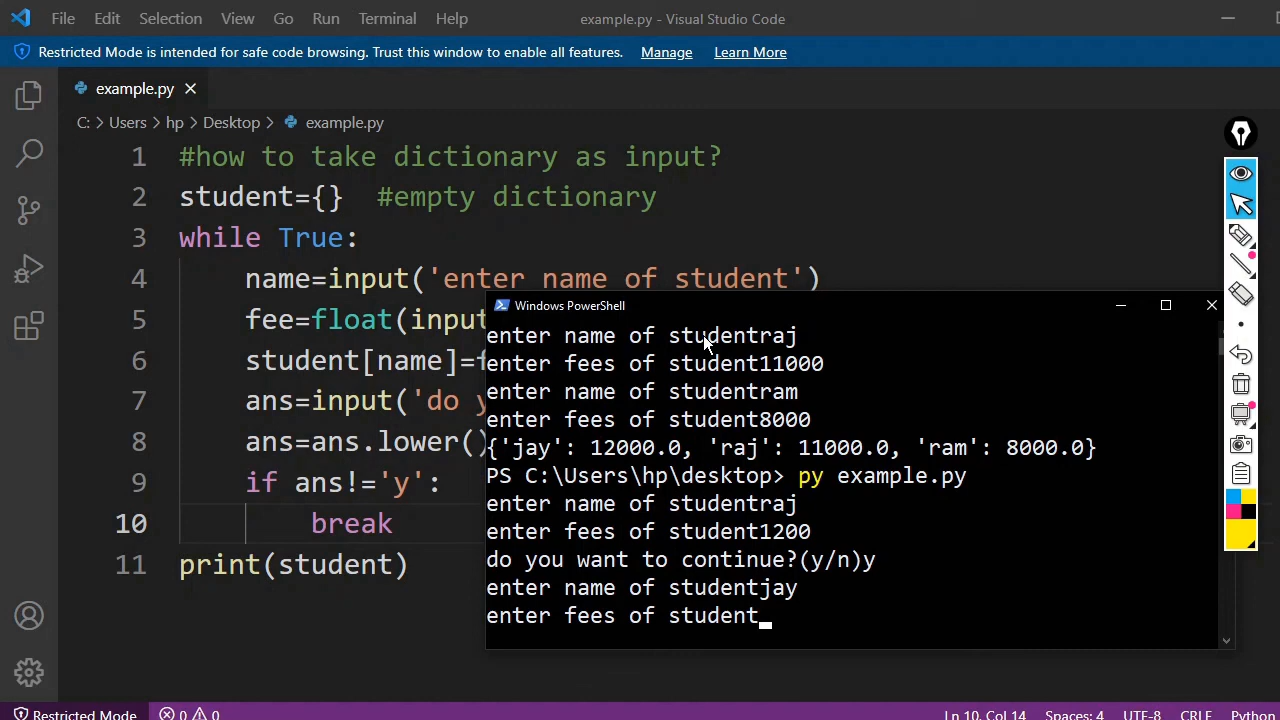 File Edit Selection View Go Run Terminal Help example.py - Visual Studio Code
Restricted Mode is intended for safe code browsing. Trust this window to enable all features. Manage Learn More
example.py
C: > Users > hp > Desktop > example.py
1 #how to take dictionary as input?
2 student={}  #empty dictionary
3 while True:
4     name=input('enter name of student')
5     fee=float(input
6     student[name]=
7     ans=input('do y
8     ans=ans.lower()
9     if ans!='y':
10         break
11 print(student)
Windows PowerShell
enter name of studentraj
enter fees of student11000
enter name of studentram
enter fees of student8000
{'jay': 12000.0, 'raj': 11000.0, 'ram': 8000.0}
PS C:\Users\hp\desktop> py example.py
enter name of studentraj
enter fees of student1200
do you want to continue?(y/n)y
enter name of studentjay
enter fees of student
Restricted Mode 0 0 Ln 10, Col 14 Spaces: 4 UTF-8 CRLF Python